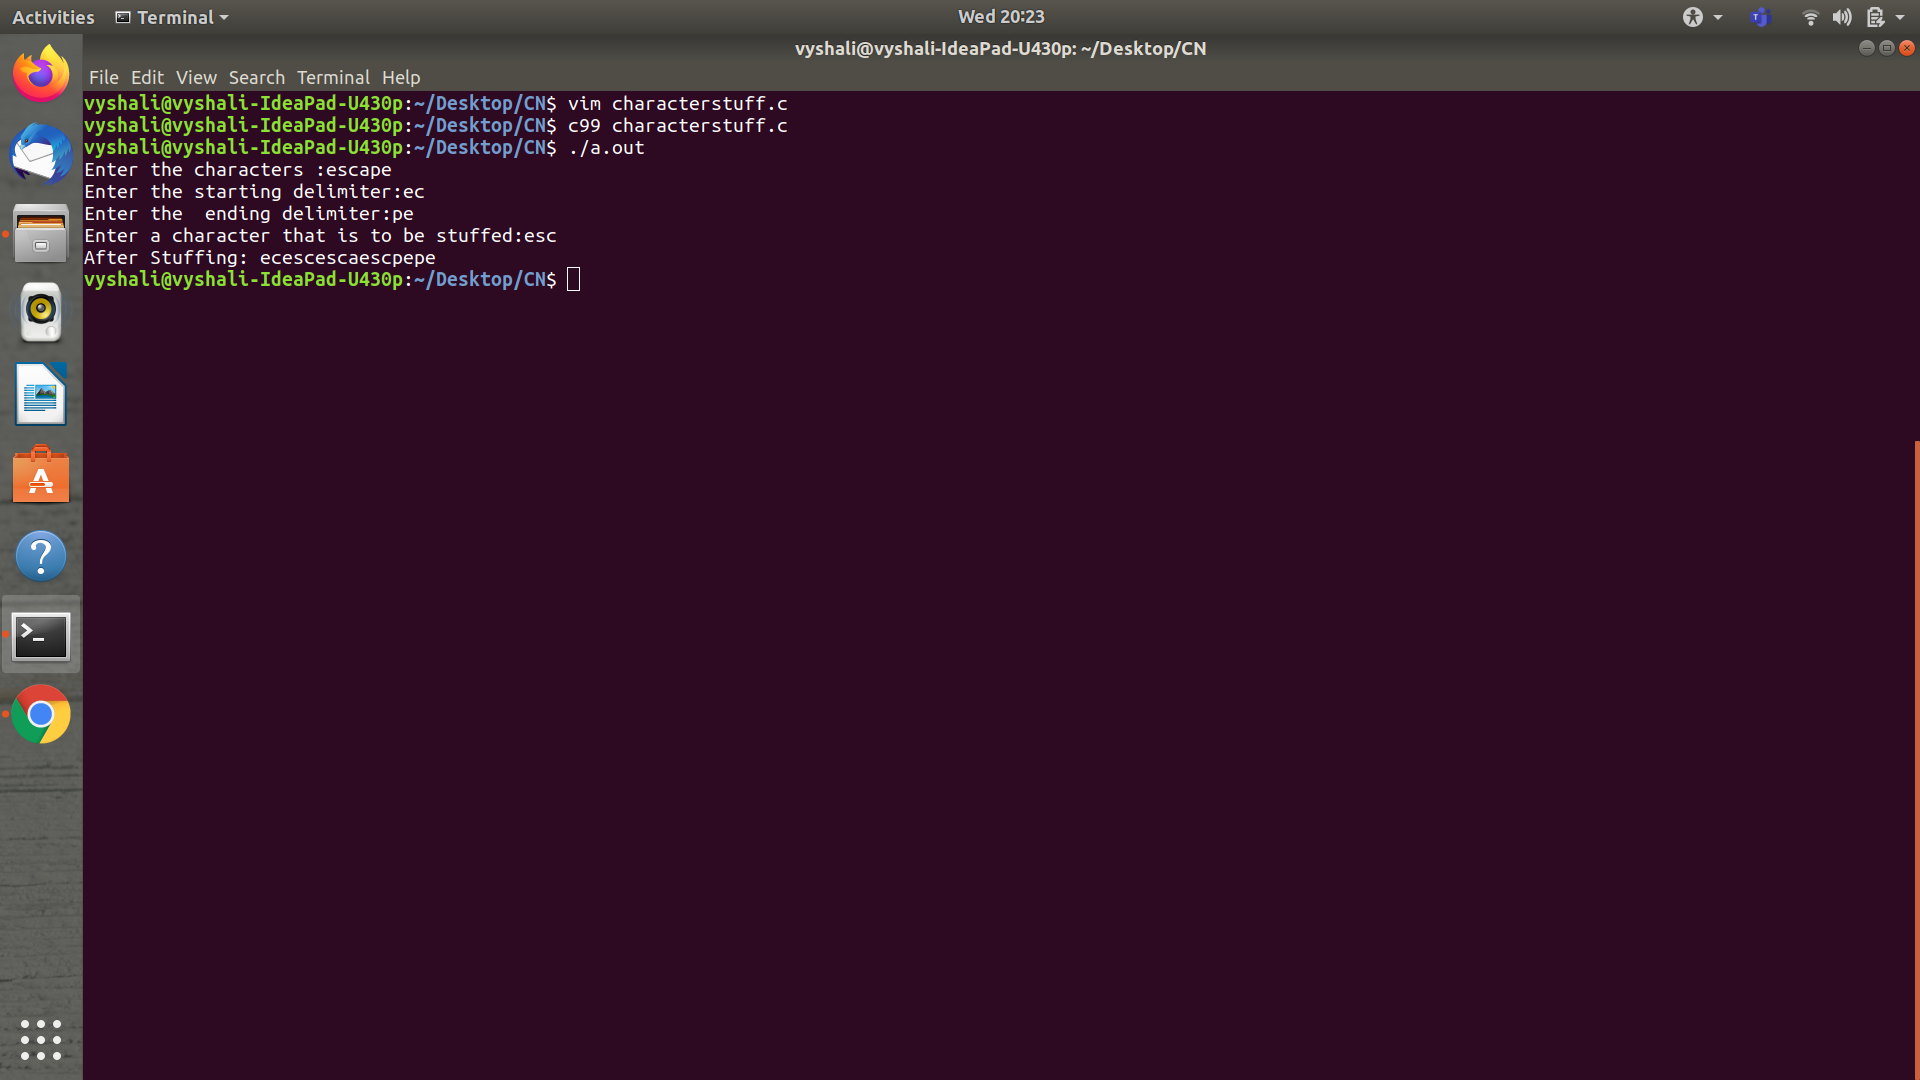 Activities Terminal Wed 20:23
vyshali@vyshali-IdeaPad-U430p: ~/Desktop/CN
File Edit View Search Terminal Help
vyshali@vyshali-IdeaPad-U430p:~/Desktop/CN$ vim characterstuff.c
vyshali@vyshali-IdeaPad-U430p:~/Desktop/CN$ c99 characterstuff.c
vyshali@vyshali-IdeaPad-U430p:~/Desktop/CN$ ./a.out
Enter the characters :escape
Enter the starting delimiter:ec
Enter the  ending delimiter:pe
Enter a character that is to be stuffed:esc
After Stuffing: ecescescaescpepe
vyshali@vyshali-IdeaPad-U430p:~/Desktop/CN$